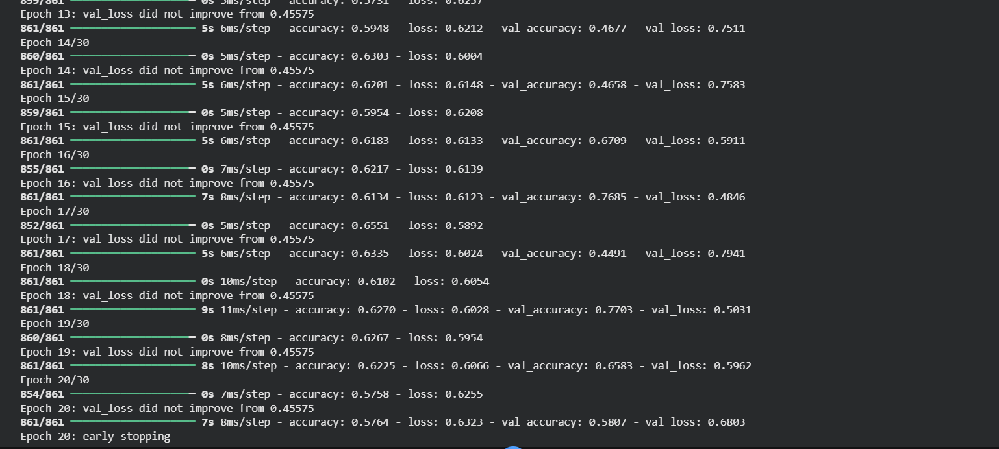 859/861 0s 5ms/step - accuracy: 0.5731 - loss: 0.6257
Epoch 13: val_loss did not improve from 0.45575
861/861 5s 6ms/step - accuracy: 0.5948 - loss: 0.6212 - val_accuracy: 0.4677 - val_loss: 0.7511
Epoch 14/30
860/861 0s 5ms/step - accuracy: 0.6303 - loss: 0.6004
Epoch 14: val_loss did not improve from 0.45575
861/861 5s 6ms/step - accuracy: 0.6201 - loss: 0.6148 - val_accuracy: 0.4658 - val_loss: 0.7583
Epoch 15/30
859/861 0s 5ms/step - accuracy: 0.5954 - loss: 0.6208
Epoch 15: val_loss did not improve from 0.45575
861/861 5s 6ms/step - accuracy: 0.6183 - loss: 0.6133 - val_accuracy: 0.6709 - val_loss: 0.5911
Epoch 16/30
855/861 0s 7ms/step - accuracy: 0.6217 - loss: 0.6139
Epoch 16: val_loss did not improve from 0.45575
861/861 7s 8ms/step - accuracy: 0.6134 - loss: 0.6123 - val_accuracy: 0.7685 - val_loss: 0.4846
Epoch 17/30
852/861 0s 5ms/step - accuracy: 0.6551 - loss: 0.5892
Epoch 17: val_loss did not improve from 0.45575
861/861 5s 6ms/step - accuracy: 0.6335 - loss: 0.6024 - val_accuracy: 0.4491 - val_loss: 0.7941
Epoch 18/30
861/861 0s 10ms/step - accuracy: 0.6102 - loss: 0.6054
Epoch 18: val_loss did not improve from 0.45575
861/861 9s 11ms/step - accuracy: 0.6270 - loss: 0.6028 - val_accuracy: 0.7703 - val_loss: 0.5031
Epoch 19/30
860/861 0s 8ms/step - accuracy: 0.6267 - loss: 0.5954
Epoch 19: val_loss did not improve from 0.45575
861/861 8s 10ms/step - accuracy: 0.6225 - loss: 0.6066 - val_accuracy: 0.6583 - val_loss: 0.5962
Epoch 20/30
854/861 0s 7ms/step - accuracy: 0.5758 - loss: 0.6255
Epoch 20: val_loss did not improve from 0.45575
861/861 7s 8ms/step - accuracy: 0.5764 - loss: 0.6323 - val_accuracy: 0.5807 - val_loss: 0.6803
Epoch 20: early stopping